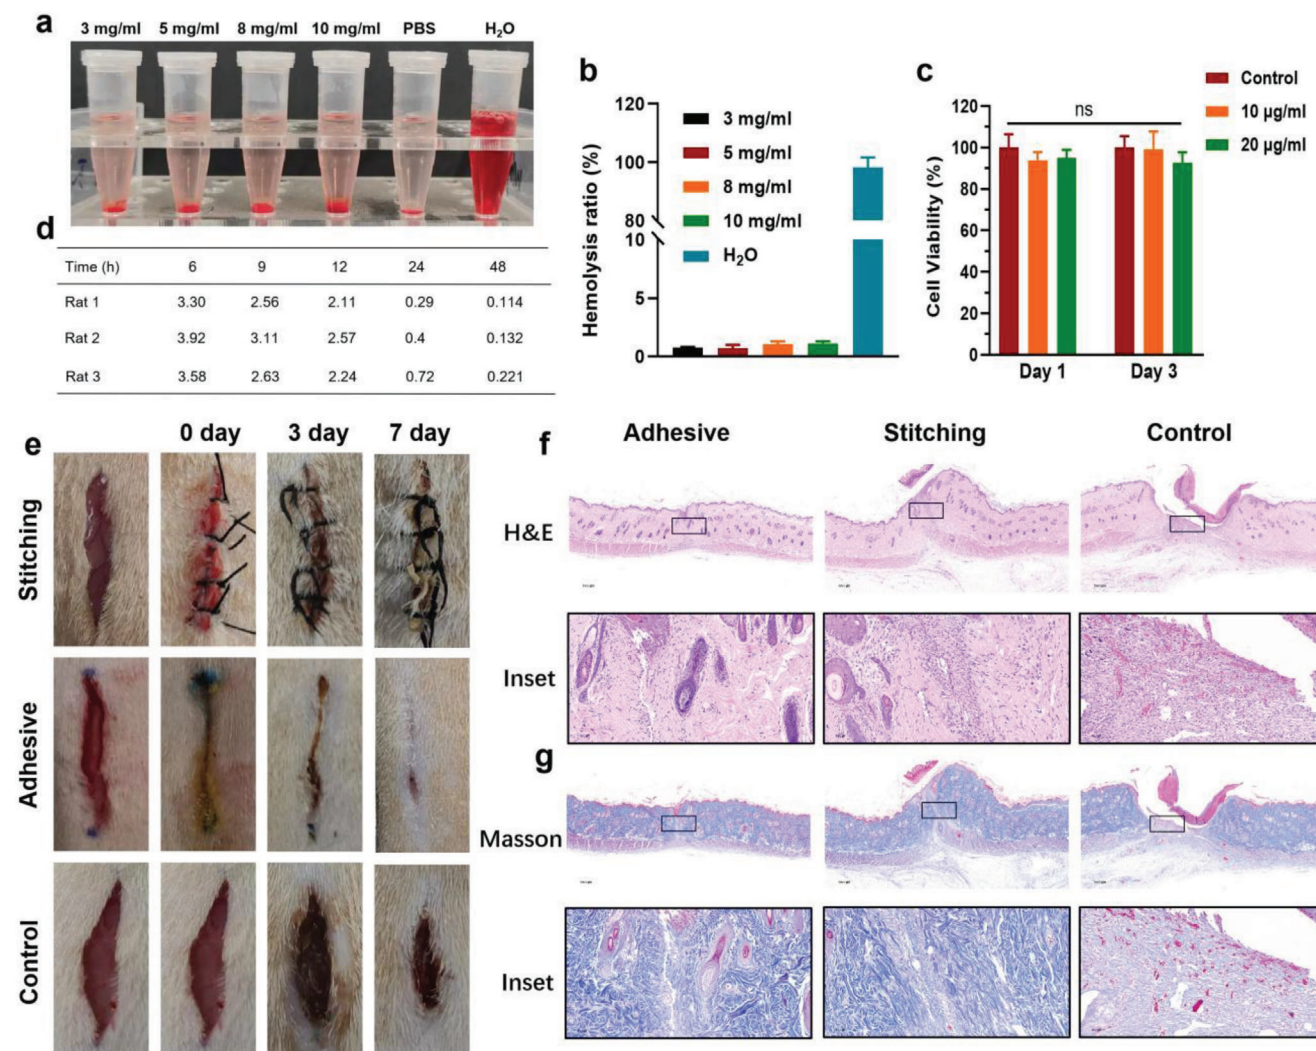 a
3 mg/ml 5 mg/ml 8 mg/ml 10 mg/ml PBS H₂O
b
120
100
80
10
5
0
Hemolysis ratio (%)
3 mg/ml
5 mg/ml
8 mg/ml
10 mg/ml
H₂O
c
Control
10 µg/ml
20 µg/ml
120
100
80
60
40
20
0
Cell Viability (%)
ns
Day 1 Day 3
d
Time (h) 6 9 12 24 48
Rat 1 3.30 2.56 2.11 0.29 0.114
Rat 2 3.92 3.11 2.57 0.4 0.132
Rat 3 3.58 2.63 2.24 0.72 0.221
e
0 day 3 day 7 day
Stitching
Adhesive
Control
f
Adhesive Stitching Control
H&E
Inset
g
Masson
Inset